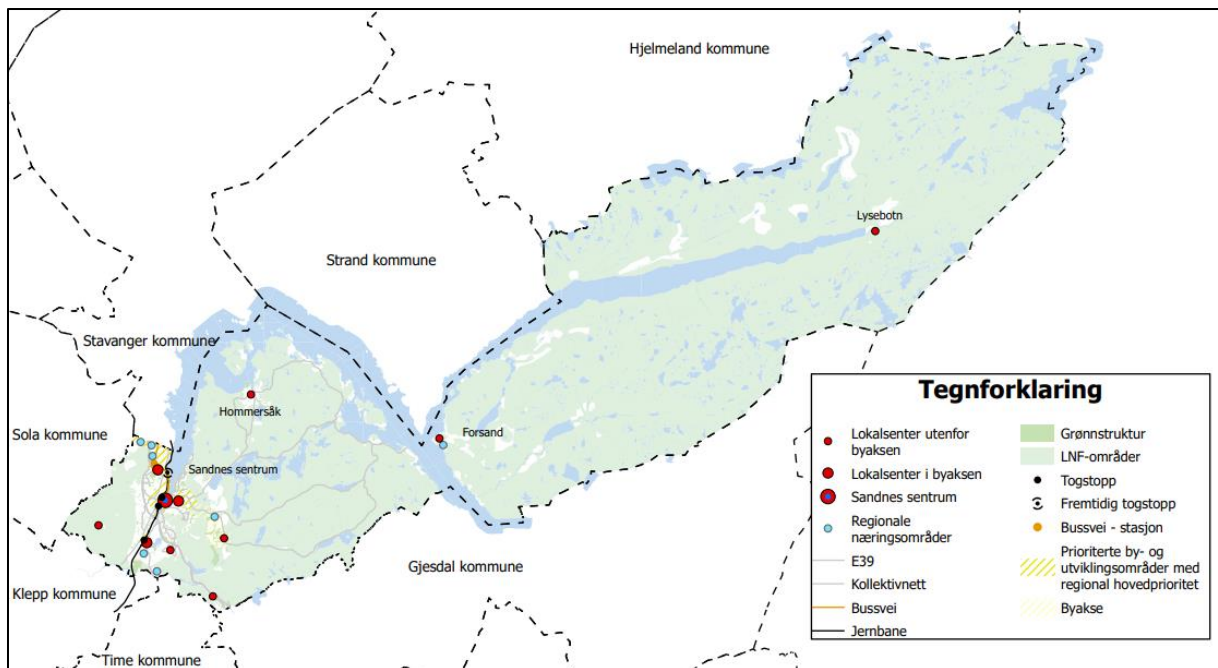 Hjelmeland kommune
Lysebotn
Strand kommune
Stavanger kommune
Hommersåk
Sola kommune
Forsand
Sandnes sentrum
Gjesdal kommune
Klepp kommune
Time kommune
Tegnforklaring
Lokalsenter utenfor
byaksen
Lokalsenter i byaksen
Sandnes sentrum
Regionale
næringsområder
E39
Kollektivnett
Bussvei
Jernbane
Grønnstruktur
LNF-områder
Togstopp
Fremtidig togstopp
Bussvei - stasjon
Prioriterte by- og
utviklingsområder med
regional hovedprioritet
Byakse